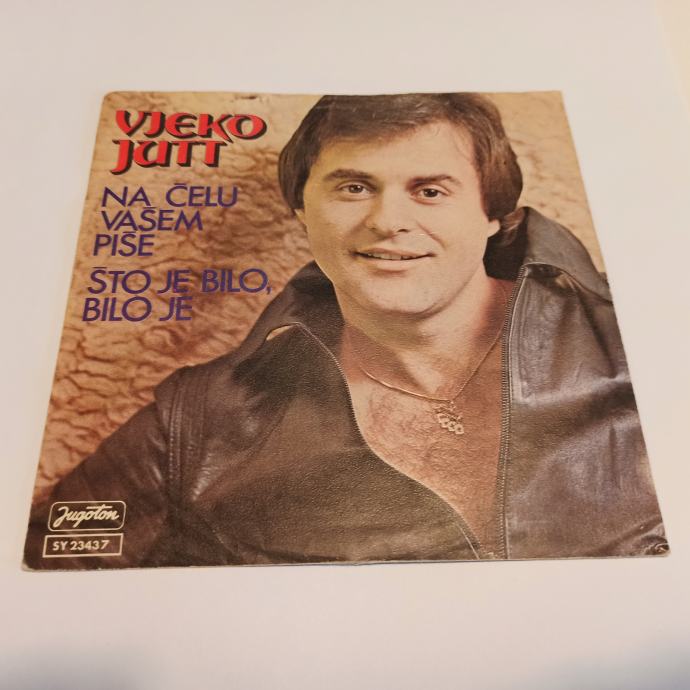 VJEKO
JUTT
NA ČELU
VAŠEM
PIŠE
ŠTO JE BILO,
BILO JE
Jugoton
SY 23437